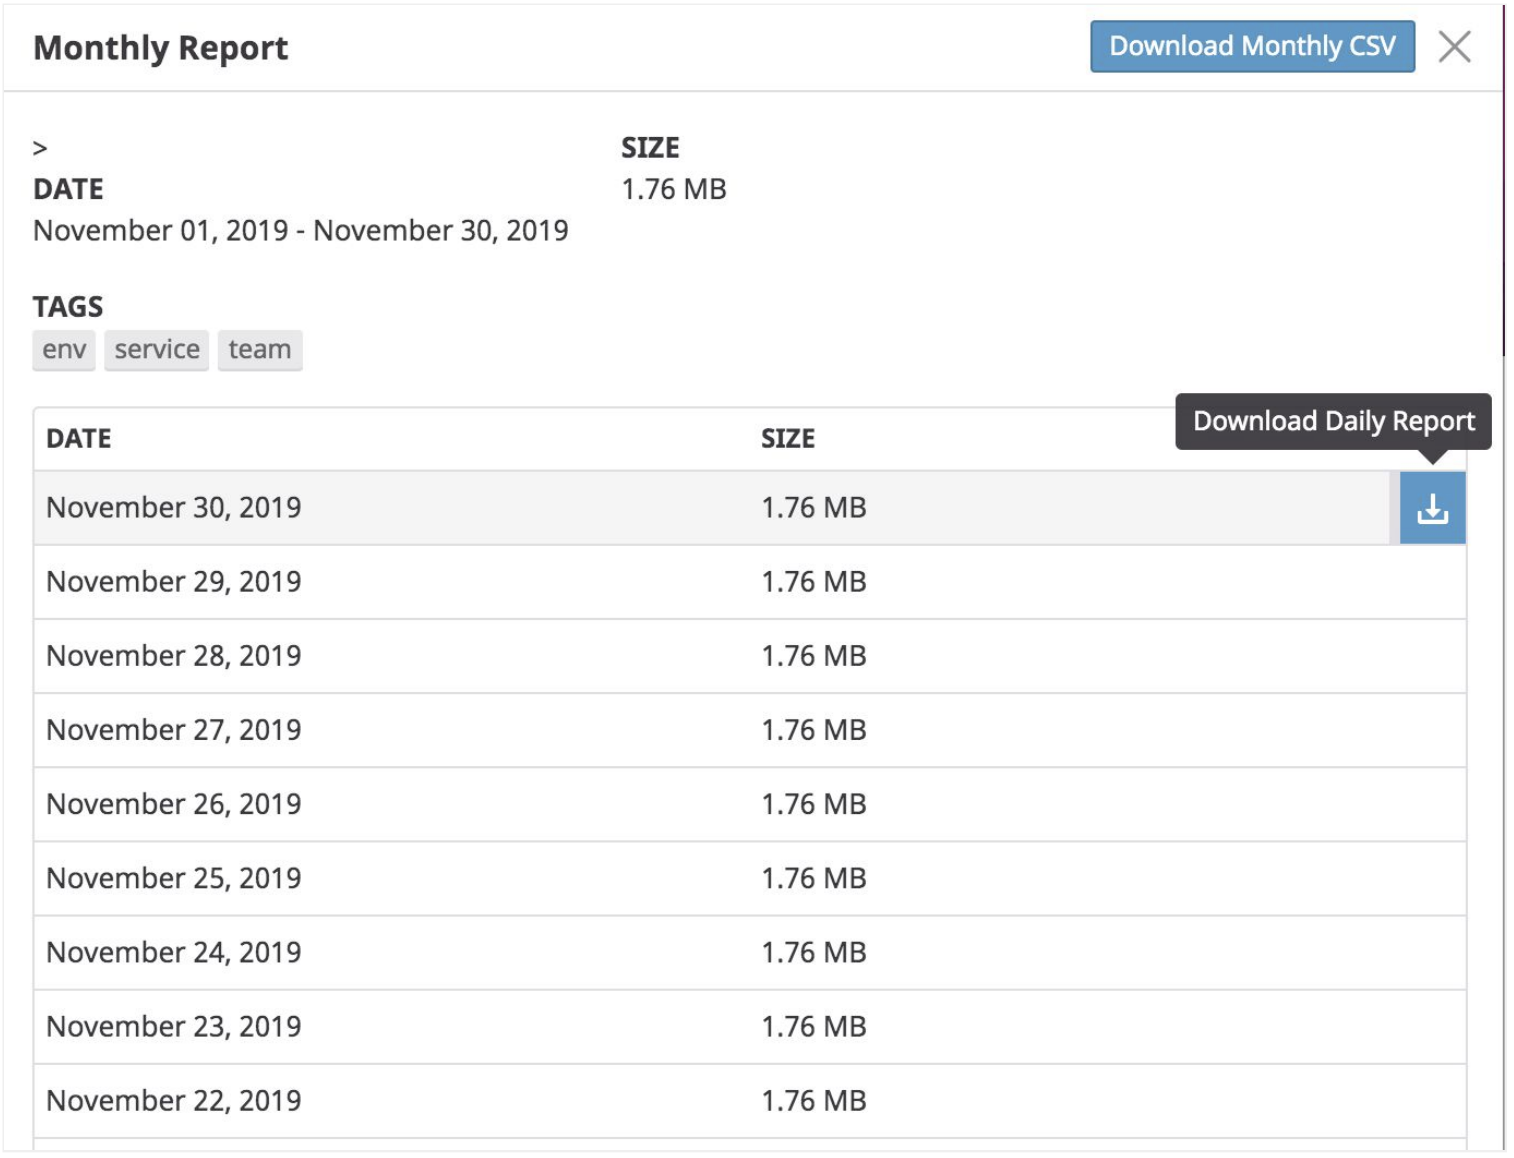 Monthly Report
Download Monthly CSV
>
DATE
November 01, 2019 - November 30, 2019
SIZE
1.76 MB
TAGS
env service team
Download Daily Report
DATE SIZE
November 30, 2019 1.76 MB
November 29, 2019 1.76 MB
November 28, 2019 1.76 MB
November 27, 2019 1.76 MB
November 26, 2019 1.76 MB
November 25, 2019 1.76 MB
November 24, 2019 1.76 MB
November 23, 2019 1.76 MB
November 22, 2019 1.76 MB